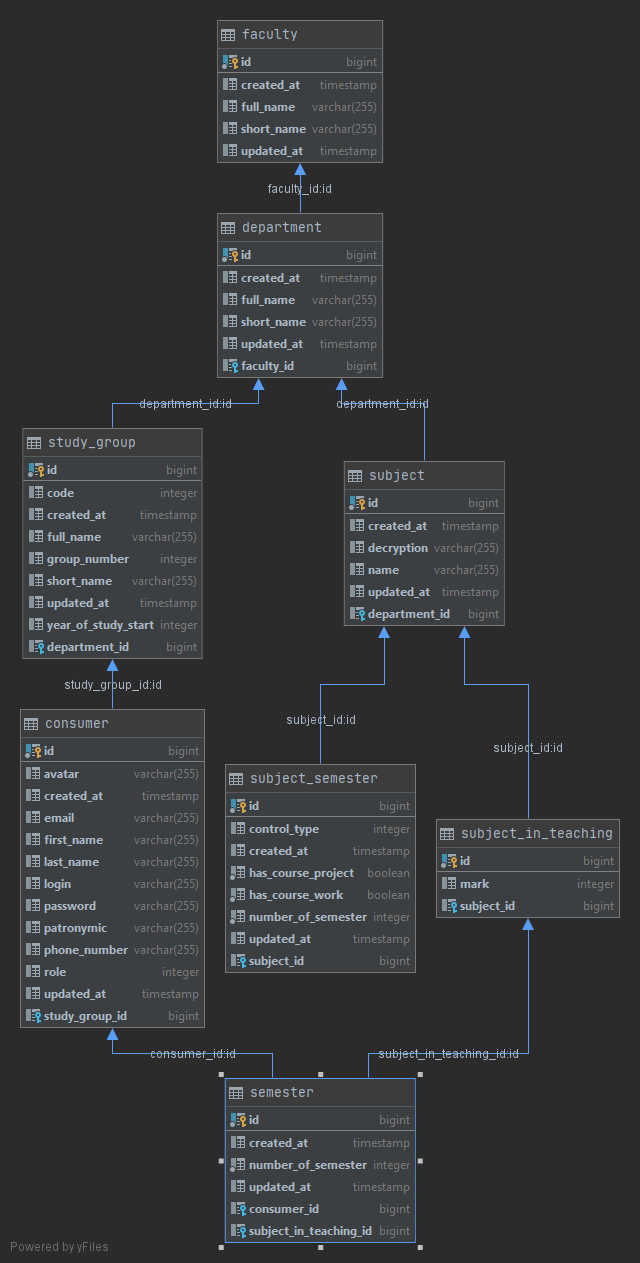 faculty
id bigint
created_at timestamp
full_name varchar(255)
short_name varchar(255)
updated_at timestamp
faculty_id:id
department
id bigint
created_at timestamp
full_name varchar(255)
short_name varchar(255)
updated_at timestamp
faculty_id bigint
department_id:id
department_id:id
study_group
id bigint
code integer
created_at timestamp
full_name varchar(255)
group_number integer
short_name varchar(255)
updated_at timestamp
year_of_study_start integer
department_id bigint
subject
id bigint
created_at timestamp
decryption varchar(255)
name varchar(255)
updated_at timestamp
department_id bigint
study_group_id:id
subject_id:id
subject_id:id
consumer
id bigint
avatar varchar(255)
created_at timestamp
email varchar(255)
first_name varchar(255)
last_name varchar(255)
login varchar(255)
password varchar(255)
patronymic varchar(255)
phone_number varchar(255)
role integer
updated_at timestamp
study_group_id bigint
subject_semester
id bigint
control_type integer
created_at timestamp
has_course_project boolean
has_course_work boolean
number_of_semester integer
updated_at timestamp
subject_id bigint
subject_in_teaching
id bigint
mark integer
subject_id bigint
consumer_id:id
subject_in_teaching_id:id
semester
id bigint
created_at timestamp
number_of_semester integer
updated_at timestamp
consumer_id bigint
subject_in_teaching_id bigint
Powered by yFiles